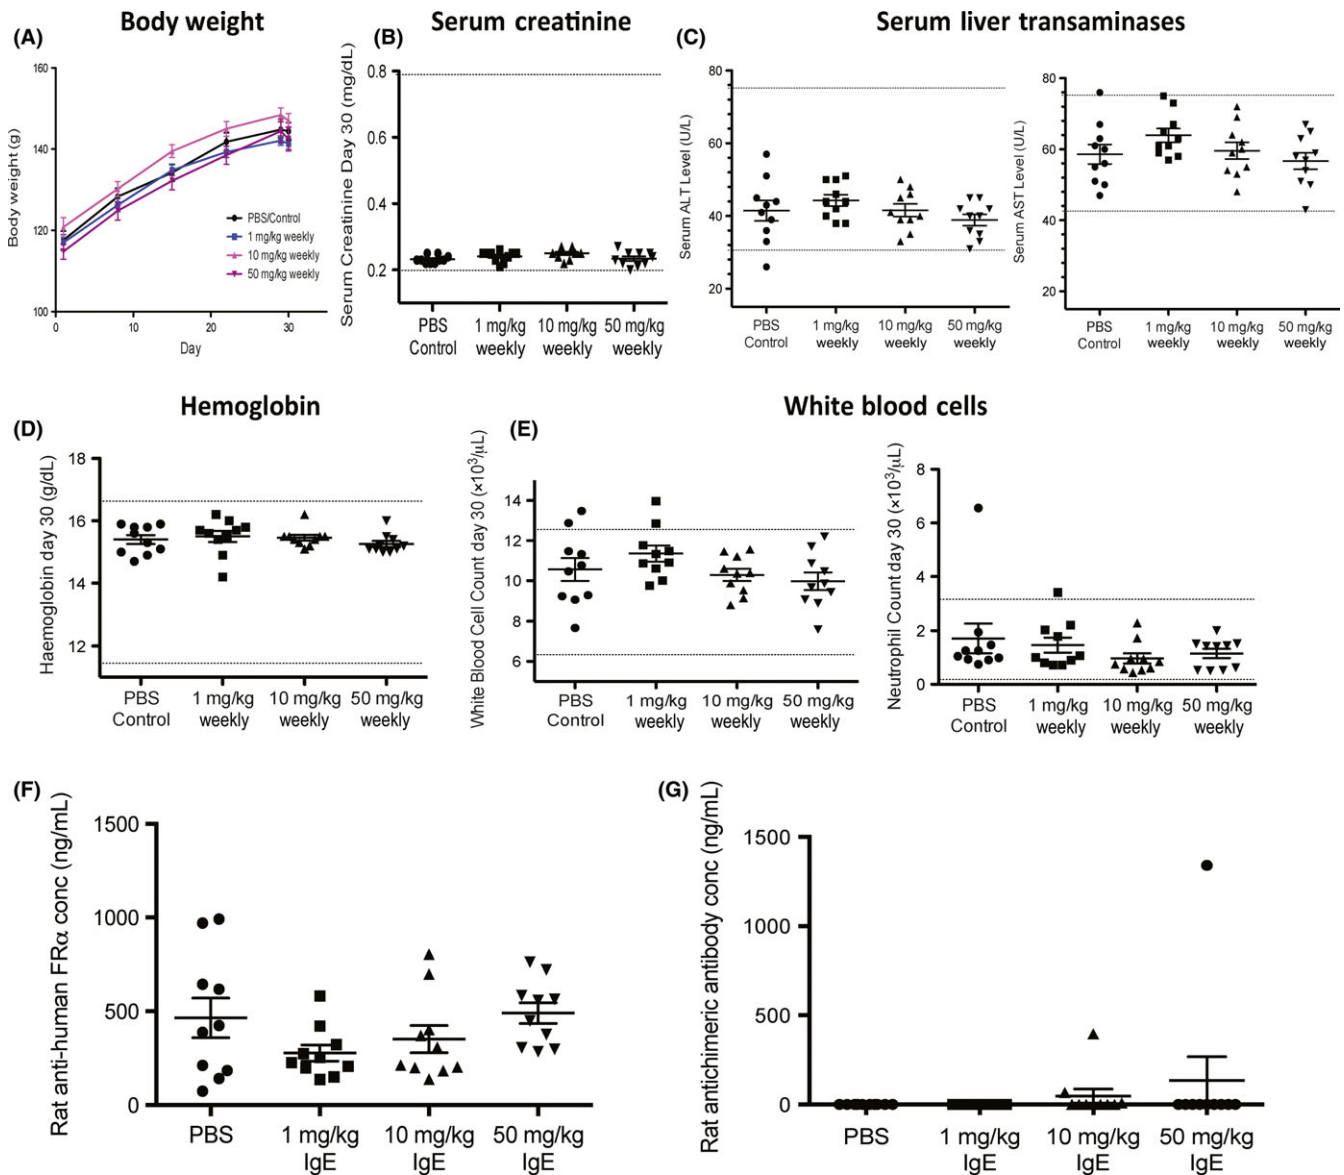 Body weight
Serum creatinine
Serum liver transaminases
(A)
Body weight (g)
160
140
120
100
0
10
20
30
Day
PBS/Control
1 mg/kg weekly
10 mg/kg weekly
50 mg/kg weekly
(B)
Serum Creatinine Day 30 (mg/dL)
0.8
0.6
0.4
0.2
PBS Control
1 mg/kg weekly
10 mg/kg weekly
50 mg/kg weekly
(C)
Serum ALT Level (U/L)
80
60
40
20
PBS Control
1 mg/kg weekly
10 mg/kg weekly
50 mg/kg weekly
Serum AST Level (U/L)
80
60
40
20
PBS Control
1 mg/kg weekly
10 mg/kg weekly
50 mg/kg weekly
Hemoglobin
White blood cells
(D)
Haemoglobin day 30 (g/dL)
18
16
14
12
PBS Control
1 mg/kg weekly
10 mg/kg weekly
50 mg/kg weekly
(E)
White Blood Cell Count day 30 (×10³/µL)
14
12
10
8
6
PBS Control
1 mg/kg weekly
10 mg/kg weekly
50 mg/kg weekly
Neutrophil Count day 30 (×10³/µL)
8
6
4
2
0
PBS Control
1 mg/kg weekly
10 mg/kg weekly
50 mg/kg weekly
(F)
Rat anti-human FRα conc (ng/mL)
1500
1000
500
0
PBS
1 mg/kg IgE
10 mg/kg IgE
50 mg/kg IgE
(G)
Rat antichimeric antibody conc (ng/mL)
1500
1000
500
0
PBS
1 mg/kg IgE
10 mg/kg IgE
50 mg/kg IgE